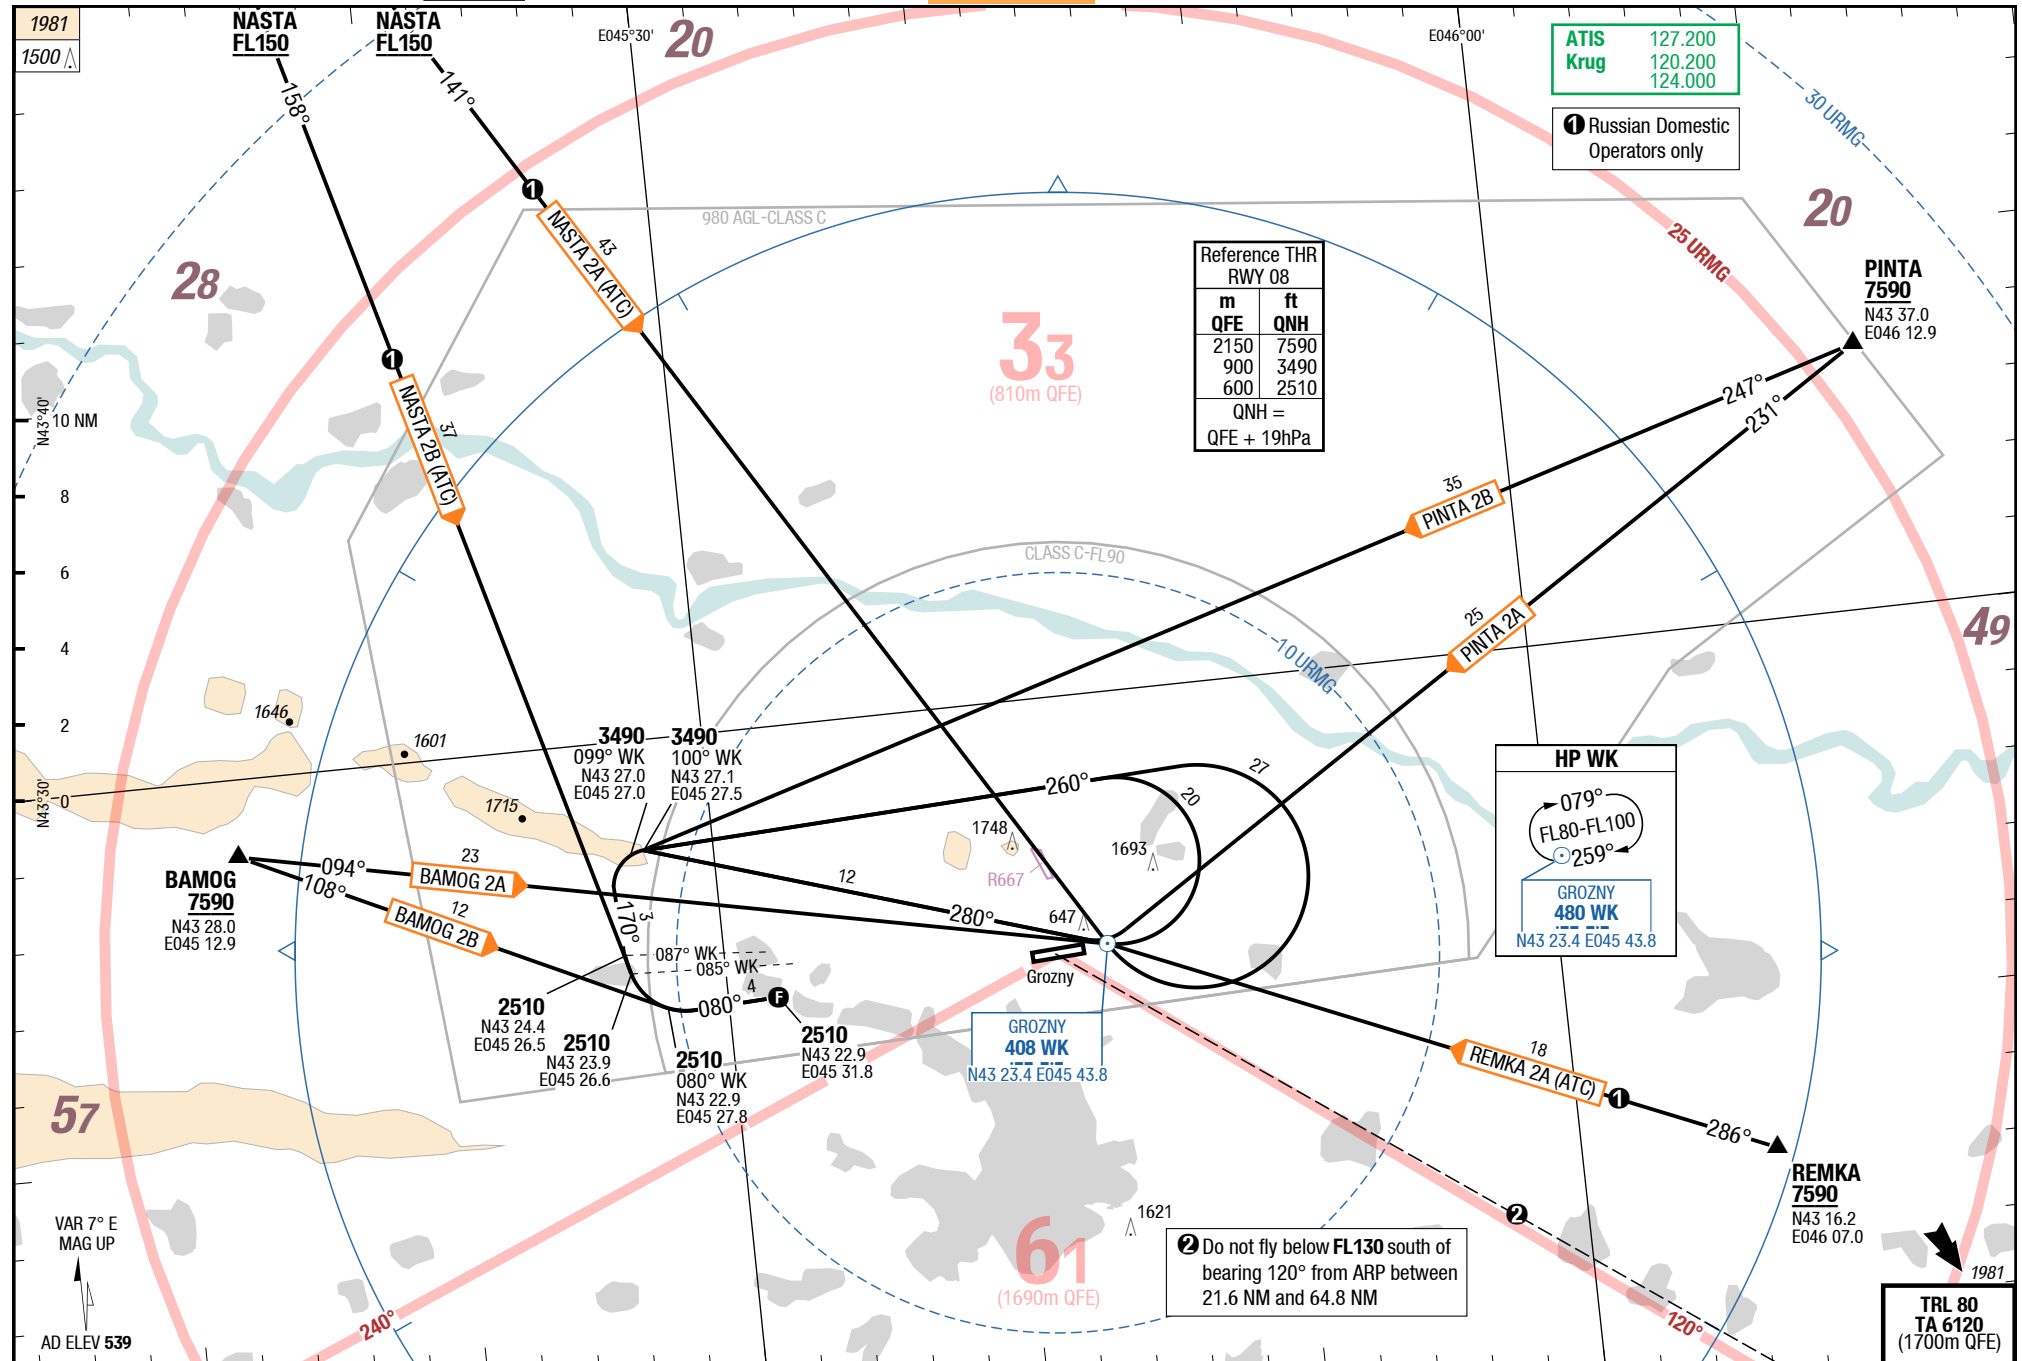 1981
1500
NASTA
FL150
NASTA
FL150
158°
141°
E045°30'
20
E046°00'
ATIS 127.200
Krug 120.200
124.000
1 Russian Domestic
Operators only
30 URMG
980 AGL-CLASS C
1
NASTA 2A (ATC)
43
28
20
25 URMG
PINTA
7590
N43 37.0
E046 12.9
Reference THR
RWY 08
m ft
QFE QNH
2150 7590
900 3490
600 2510
QNH =
QFE + 19hPa
33
(810m QFE)
1
NASTA 2B (ATC)
37
247°
231°
N43°40'
10 NM
8
6
4
2
0
N43°30'
35
PINTA 2B
CLASS C-FL90
25
PINTA 2A
10 URMG
49
1646
1601
1715
3490
099° WK
N43 27.0
E045 27.0
3490
100° WK
N43 27.1
E045 27.5
260°
27
20
HP WK
079°
FL80-FL100
259°
GROZNY
480 WK
N43 23.4 E045 43.8
1748
1693
R667
647
BAMOG
7590
N43 28.0
E045 12.9
094°
23
BAMOG 2A
108°
12
BAMOG 2B
12
280°
170°
3
087° WK
085° WK
4
080°
F
Grozny
2510
N43 24.4
E045 26.5
2510
N43 23.9
E045 26.6
2510
080° WK
N43 22.9
E045 27.8
2510
N43 22.9
E045 31.8
GROZNY
408 WK
N43 23.4 E045 43.8
18
REMKA 2A (ATC)
1
286°
REMKA
7590
N43 16.2
E046 07.0
57
61
(1690m QFE)
1621
2
2 Do not fly below FL130 south of
bearing 120° from ARP between
21.6 NM and 64.8 NM
VAR 7° E
MAG UP
AD ELEV 539
240°
120°
1981
TRL 80
TA 6120
(1700m QFE)